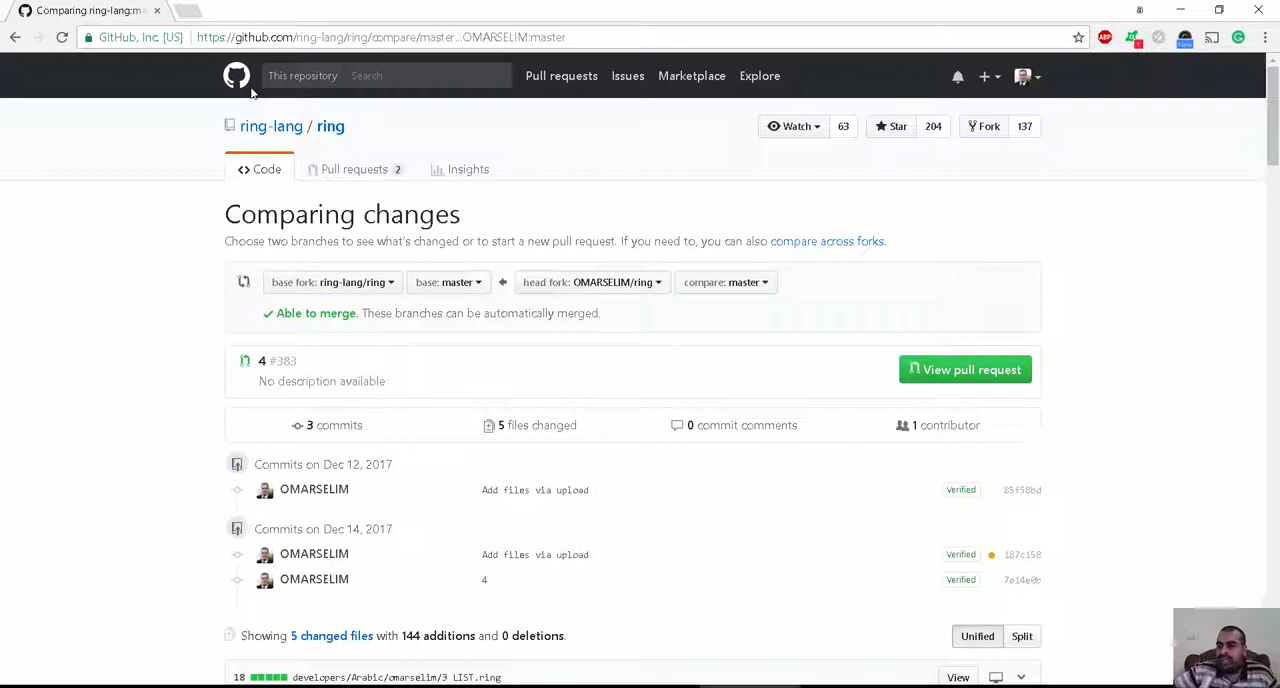 Comparing ring-lang:ma
GitHub, Inc. [US] https://github.com/ring-lang/ring/compare/master...OMARSELIM:master
ABP 1 New
This repository Search Pull requests Issues Marketplace Explore
ring-lang / ring Watch 63 Star 204 Fork 137
Code Pull requests 2 Insights
Comparing changes
Choose two branches to see what's changed or to start a new pull request. If you need to, you can also compare across forks.
base fork: ring-lang/ring base: master head fork: OMARSELIM/ring compare: master
Able to merge. These branches can be automatically merged.
4 #383
No description available
View pull request
3 commits 5 files changed 0 commit comments 1 contributor
Commits on Dec 12, 2017
OMARSELIM Add files via upload Verified 85f58bd
Commits on Dec 14, 2017
OMARSELIM Add files via upload Verified 187c158
OMARSELIM 4 Verified 7e14e0b
Showing 5 changed files with 144 additions and 0 deletions. Unified Split
18 developers/Arabic/omarselim/3 LIST.ring View